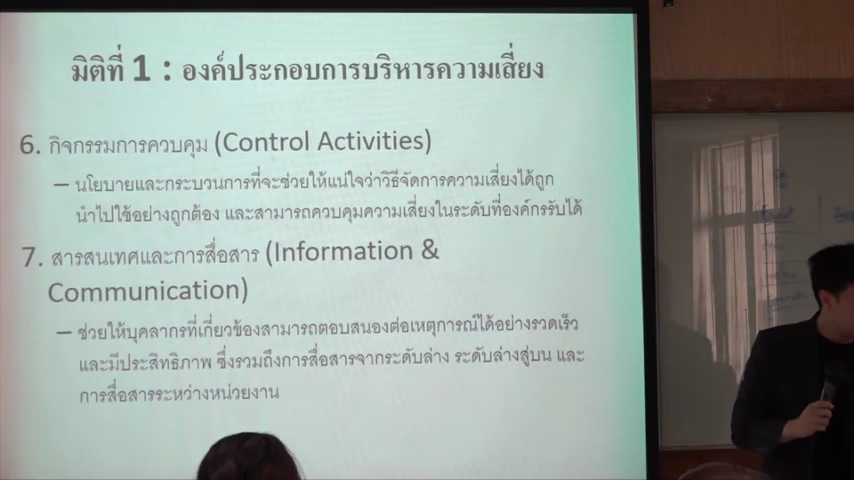 มิติที่ 1 : องค์ประกอบการบริหารความเสี่ยง
6. กิจกรรมการควบคุม (Control Activities)
– นโยบายและกระบวนการที่จะช่วยให้แน่ใจว่าวิธีจัดการความเสี่ยงได้ถูก
นำไปใช้อย่างถูกต้อง และสามารถควบคุมความเสี่ยงในระดับที่องค์กรรับได้
7. สารสนเทศและการสื่อสาร (Information &
Communication)
– ช่วยให้บุคลากรที่เกี่ยวข้องสามารถตอบสนองต่อเหตุการณ์ได้อย่างรวดเร็ว
และมีประสิทธิภาพ ซึ่งรวมถึงการสื่อสารจากระดับล่าง ระดับล่างสู่บน และ
การสื่อสารระหว่างหน่วยงาน